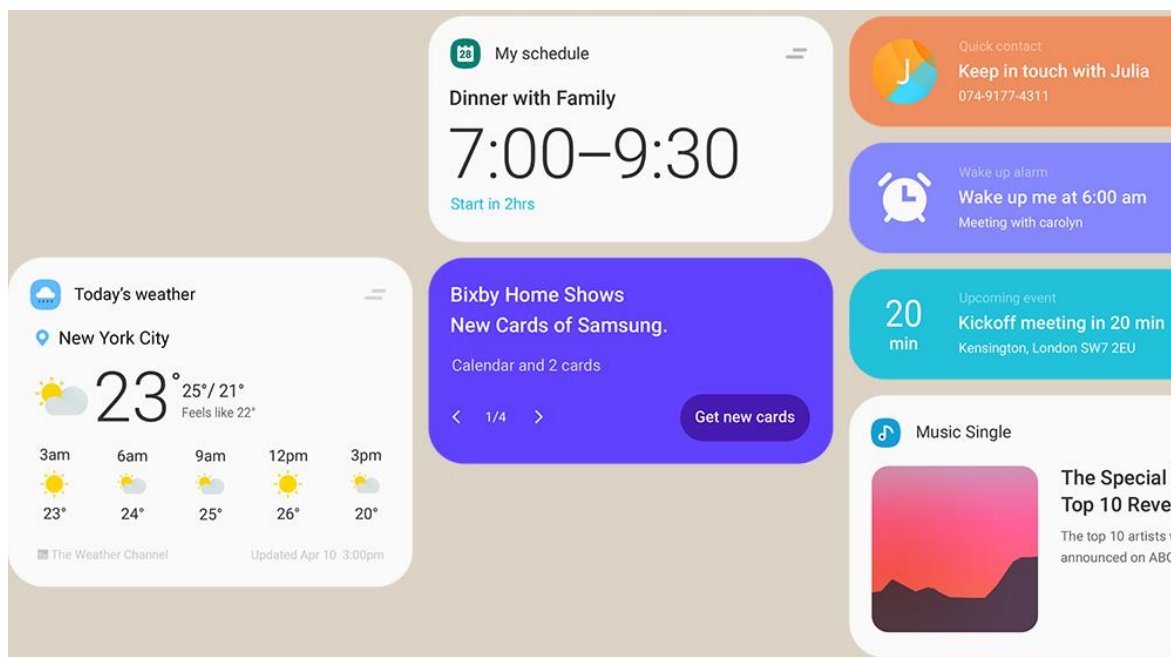 28
My schedule
Dinner with Family
7:00–9:30
Start in 2hrs
Today's weather
New York City
23° 25°/ 21°
Feels like 22°
3am 6am 9am 12pm 3pm
23° 24° 25° 26° 20°
The Weather Channel Updated Apr 10 3:00pm
Bixby Home Shows
New Cards of Samsung.
Calendar and 2 cards
1/4
Get new cards
J
Quick contact
Keep in touch with Julia
074-9177-4311
Wake up alarm
Wake up me at 6:00 am
Meeting with carolyn
20
min
Upcoming event
Kickoff meeting in 20 min
Kensington, London SW7 2EU
Music Single
The Special
Top 10 Reve
The top 10 artists
announced on ABC